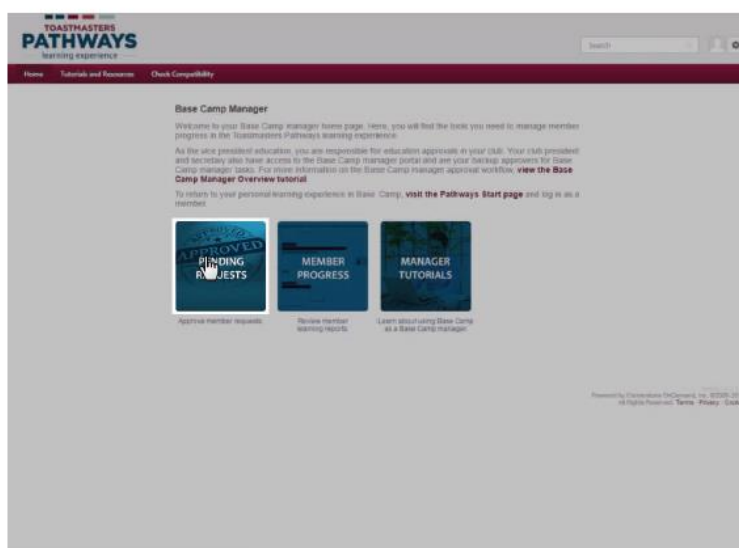 TOASTMASTERS
PATHWAYS
learning experience
Search
Home Tutorials and Resources Check Compatibility
Base Camp Manager
Welcome to your Base Camp manager home page. Here, you will find the tools you need to manage member
progress in the Toastmasters Pathways learning experience.
As the vice president education, you are responsible for education approvals in your club. Your club president
and secretary also have access to the Base Camp manager portal and are your backup approvers for Base
Camp manager tasks. For more information on the Base Camp manager approval workflow, view the Base
Camp Manager Overview tutorial
To return to your personal learning experience in Base Camp, visit the Pathways Start page and log in as a
member.
APPROVED
APPROVED
PENDING
REQUESTS
MEMBER
PROGRESS
MANAGER
TUTORIALS
Approve member requests
Review member
learning reports
Learn about using Base Camp
as a Base Camp manager
Powered by Cornerstone OnDemand, Inc.
All Rights Reserved. Terms - Privacy